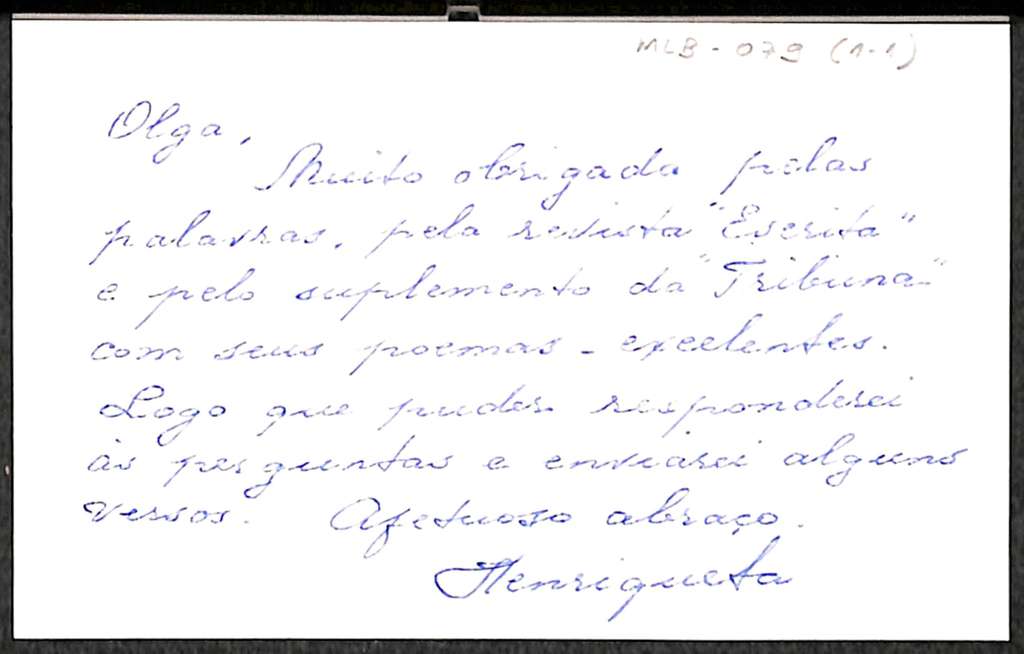 MLB - 079 (1-1)
Olga,
Muito obrigada pelas
palavras, pela revista "Escrita"
e pelo suplemento da "Tribuna"
com seus poemas - excelentes.
Logo que puder responderei
às perguntas e enviarei alguns
versos. Afetuoso abraço.
Henriqueta